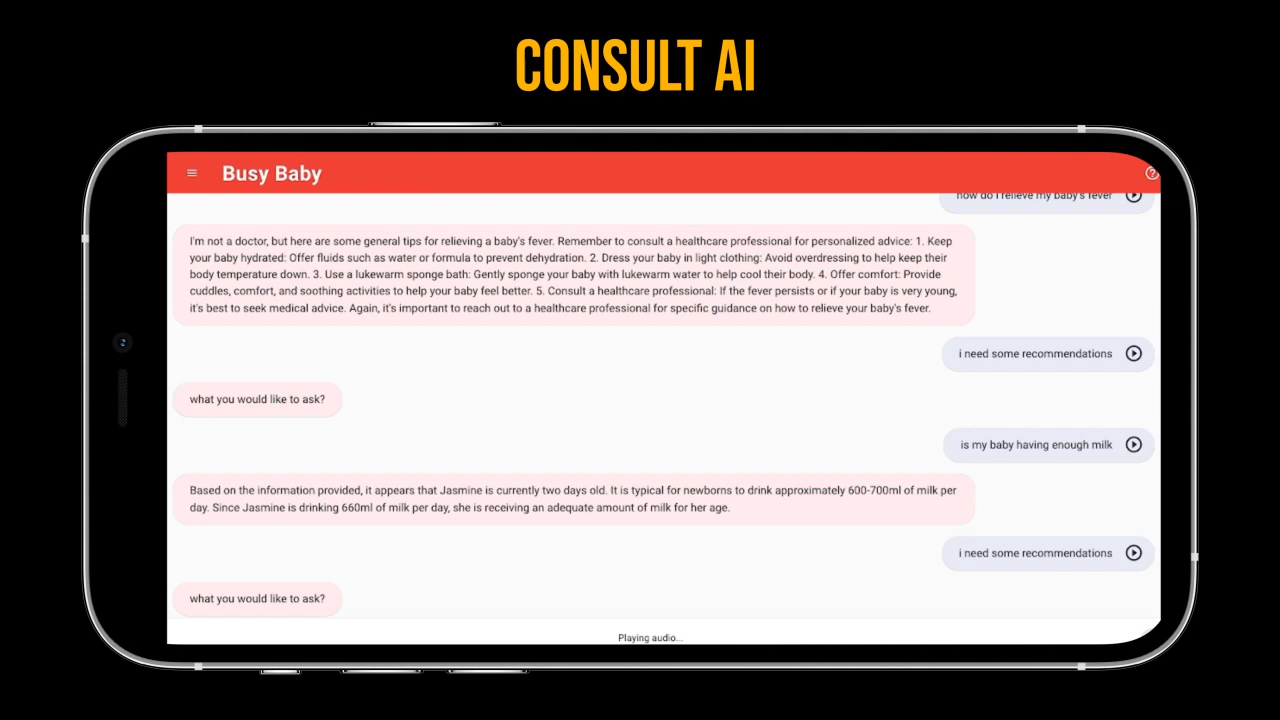 CONSULT AI
Busy Baby
how do i relieve my baby's fever
I'm not a doctor, but here are some general tips for relieving a baby's fever. Remember to consult a healthcare professional for personalized advice: 1. Keep
your baby hydrated: Offer fluids such as water or formula to prevent dehydration. 2. Dress your baby in light clothing: Avoid overdressing to help keep their
body temperature down. 3. Use a lukewarm sponge bath: Gently sponge your baby with lukewarm water to help cool their body. 4. Offer comfort: Provide
cuddles, comfort, and soothing activities to help your baby feel better. 5. Consult a healthcare professional: If the fever persists or if your baby is very young,
it's best to seek medical advice. Again, it's important to reach out to a healthcare professional for specific guidance on how to relieve your baby's fever.
i need some recommendations
what you would like to ask?
is my baby having enough milk
Based on the information provided, it appears that Jasmine is currently two days old. It is typical for newborns to drink approximately 600-700ml of milk per
day. Since Jasmine is drinking 660ml of milk per day, she is receiving an adequate amount of milk for her age.
i need some recommendations
what you would like to ask?
Playing audio...